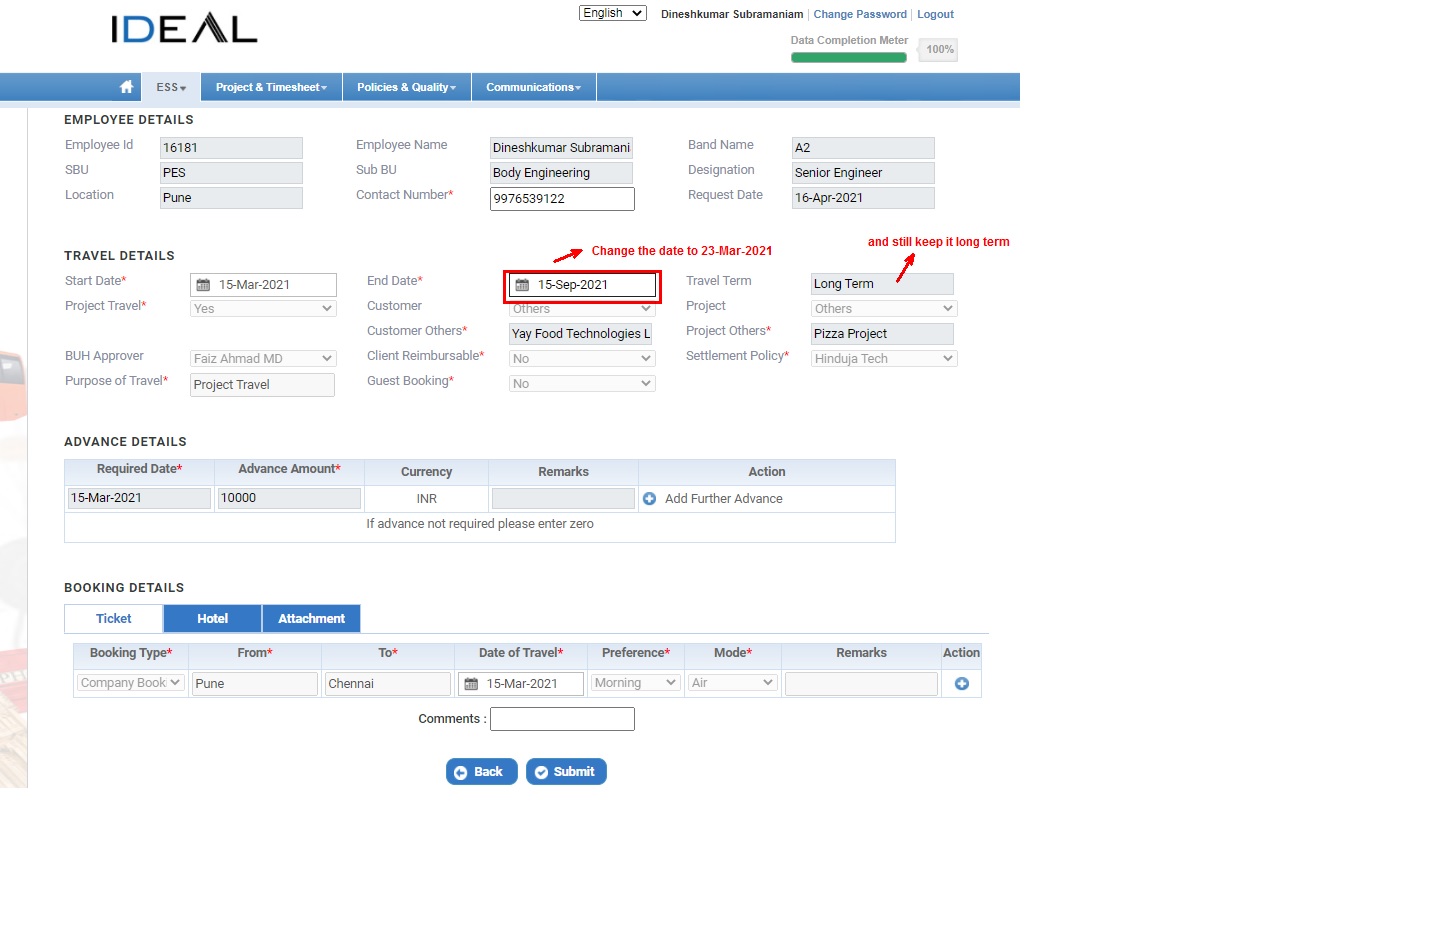 IDEAL
English
Dineshkumar Subramaniam | Change Password | Logout
Data Completion Meter
100%
ESS Project & Timesheet Policies & Quality Communications
EMPLOYEE DETAILS
Employee Id 16181 Employee Name Dineshkumar Subramani Band Name A2
SBU PES Sub BU Body Engineering Designation Senior Engineer
Location Pune Contact Number* 9976539122 Request Date 16-Apr-2021
Change the date to 23-Mar-2021
and still keep it long term
TRAVEL DETAILS
Start Date* 15-Mar-2021 End Date* 15-Sep-2021 Travel Term Long Term
Project Travel* Yes Customer Others Project Others
Customer Others* Yay Food Technologies L Project Others* Pizza Project
BUH Approver Faiz Ahmad MD Client Reimbursable* No Settlement Policy* Hinduja Tech
Purpose of Travel* Project Travel Guest Booking* No
ADVANCE DETAILS
Required Date* Advance Amount* Currency Remarks Action
15-Mar-2021 10000 INR Add Further Advance
If advance not required please enter zero
BOOKING DETAILS
Ticket Hotel Attachment
Booking Type* From* To* Date of Travel* Preference* Mode* Remarks Action
Company Book Pune Chennai 15-Mar-2021 Morning Air
Comments :
Back Submit